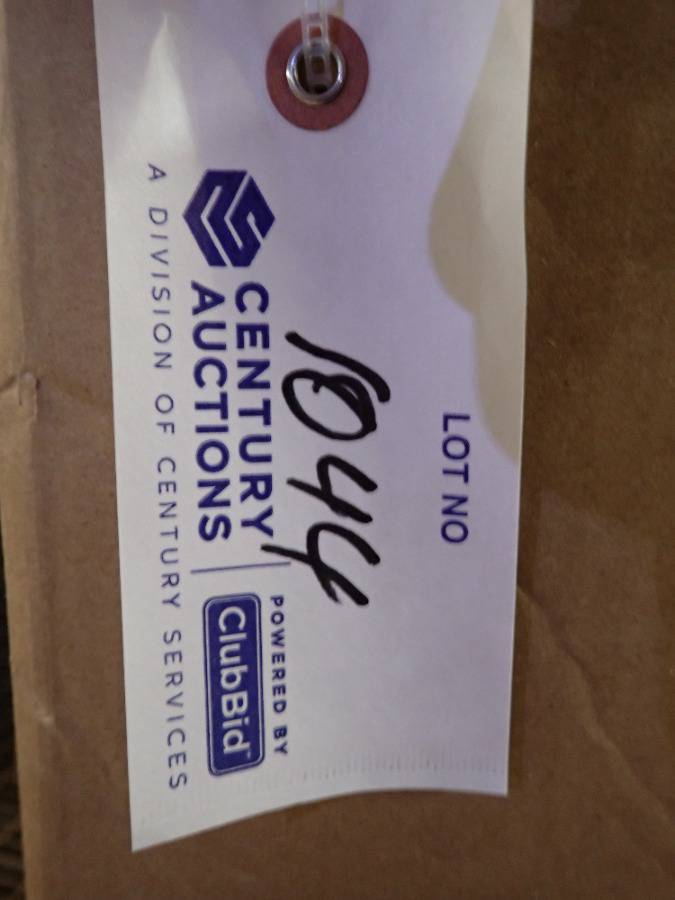 LOT NO
1044
CENTURY
AUCTIONS
POWERED BY
ClubBid
A DIVISION OF CENTURY SERVICES